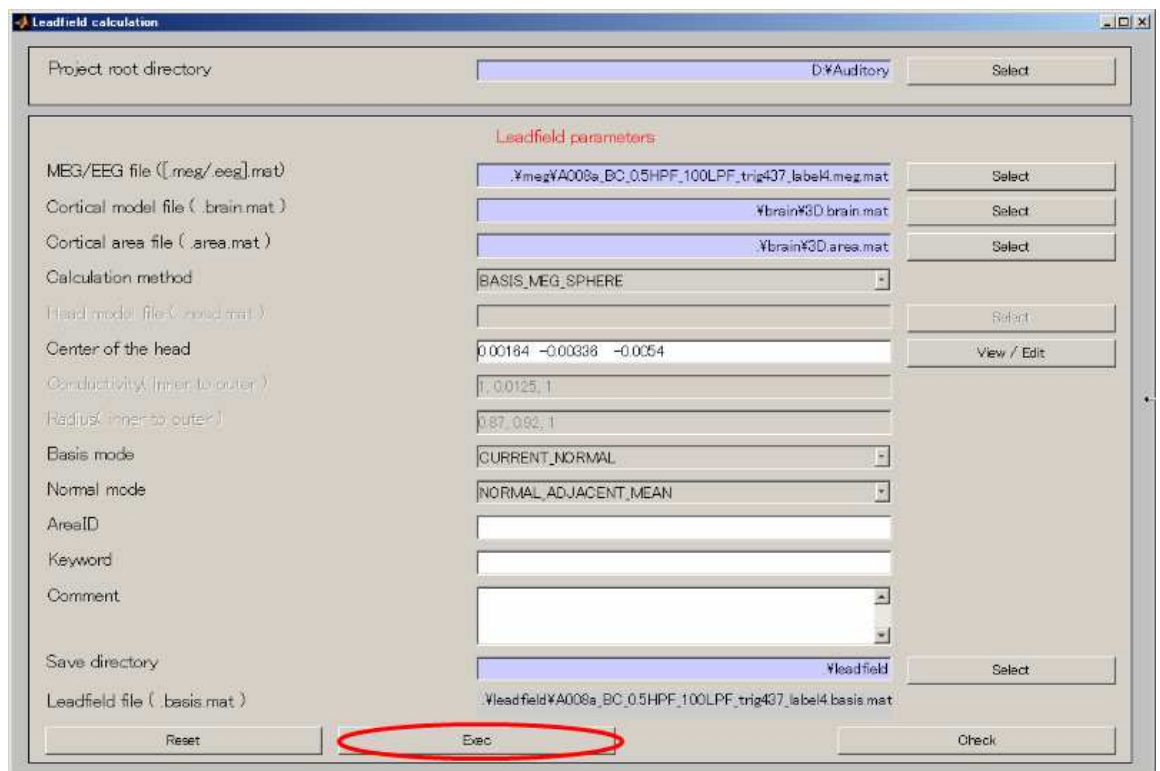 Leadfield calculation
Project root directory D:¥Auditory Select
Leadfield parameters
MEG/EEG file ([.meg/.eeg].mat) .¥meg¥A008a_BC_0.5HPF_100LPF_trig437_label4.meg.mat Select
Cortical model file ( .brain.mat ) .¥brain¥3D.brain.mat Select
Cortical area file ( .area.mat ) .¥brain¥3D.area.mat Select
Calculation method BASIS_MEG_SPHERE
Head model file ( .head.mat ) Select
Center of the head 0.00164 -0.00336 -0.0054 View / Edit
Conductivity( inner to outer ) 1, 0.0125, 1
Radius( inner to outer ) 0.87, 0.92, 1
Basis mode CURRENT_NORMAL
Normal mode NORMAL_ADJACENT_MEAN
AreaID
Keyword
Comment
Save directory .¥leadfield Select
Leadfield file ( .basis.mat ) .¥leadfield¥A008a_BC_0.5HPF_100LPF_trig437_label4.basis.mat
Reset Exec Check